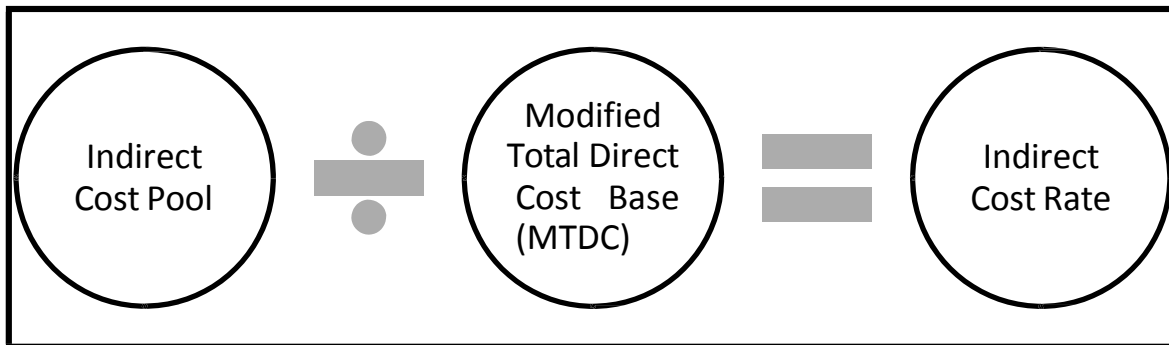 Indirect
Cost Pool
÷
Modified
Total Direct
Cost Base
(MTDC)
=
Indirect
Cost Rate